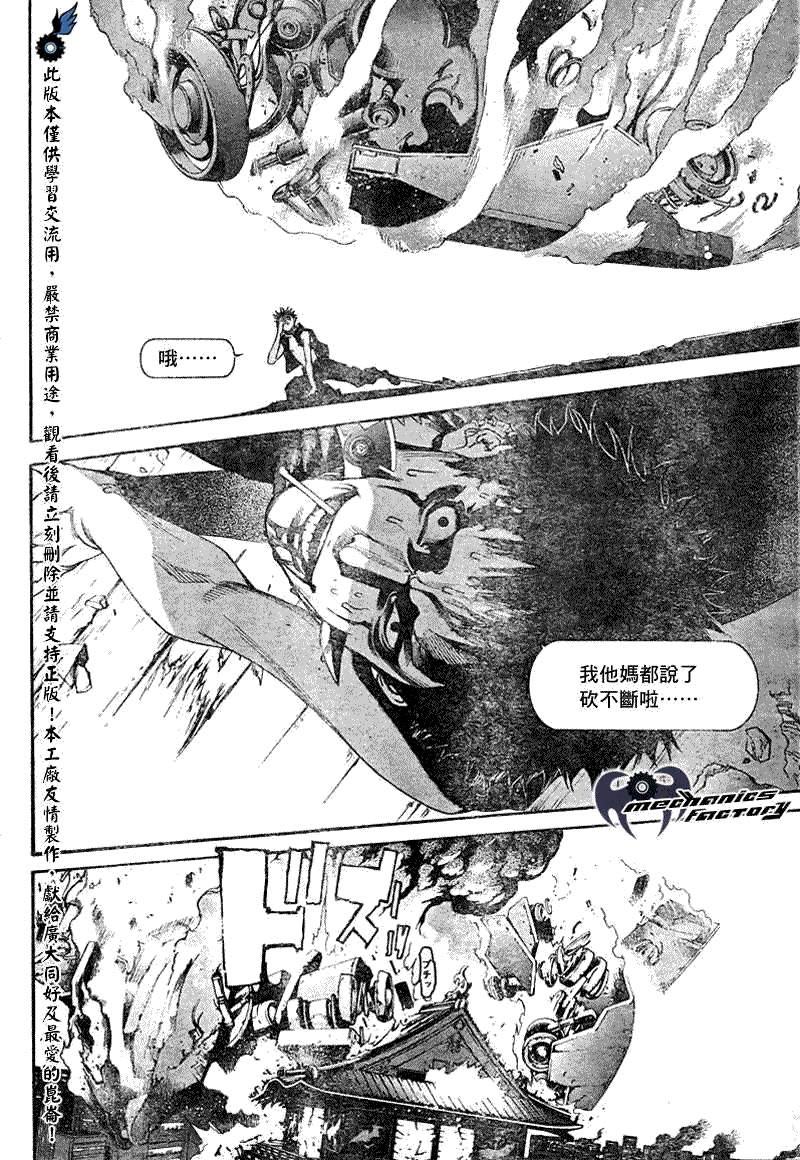 此版本僅供學習交流用，嚴禁商業用途，觀看後請立刻刪除並請支持正版！本工廠友情製作，獻給廣大同好及最愛的崑崙！
哦……
我他媽都說了
砍不斷啦……
mechanics
factory
ドズ